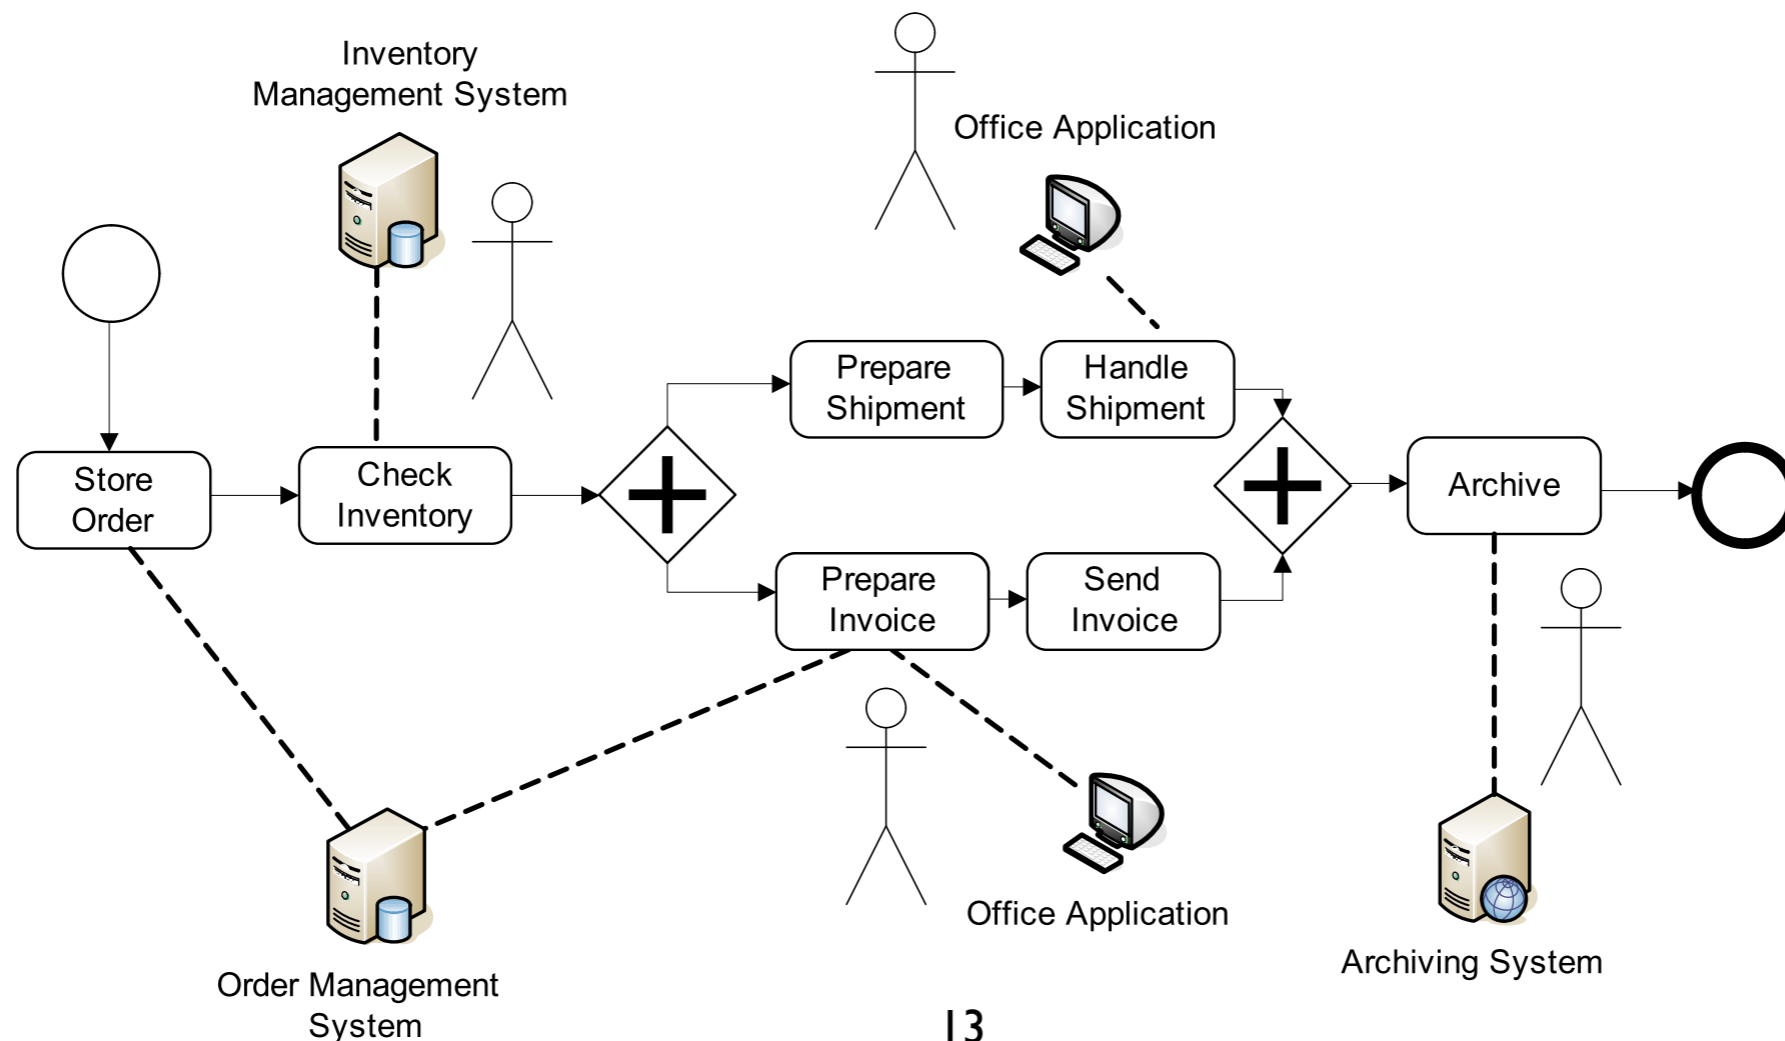 Inventory
Management System
Office Application
Prepare
Shipment
Handle
Shipment
Store
Order
Check
Inventory
Archive
Prepare
Invoice
Send
Invoice
Office Application
Archiving System
Order Management
System
13